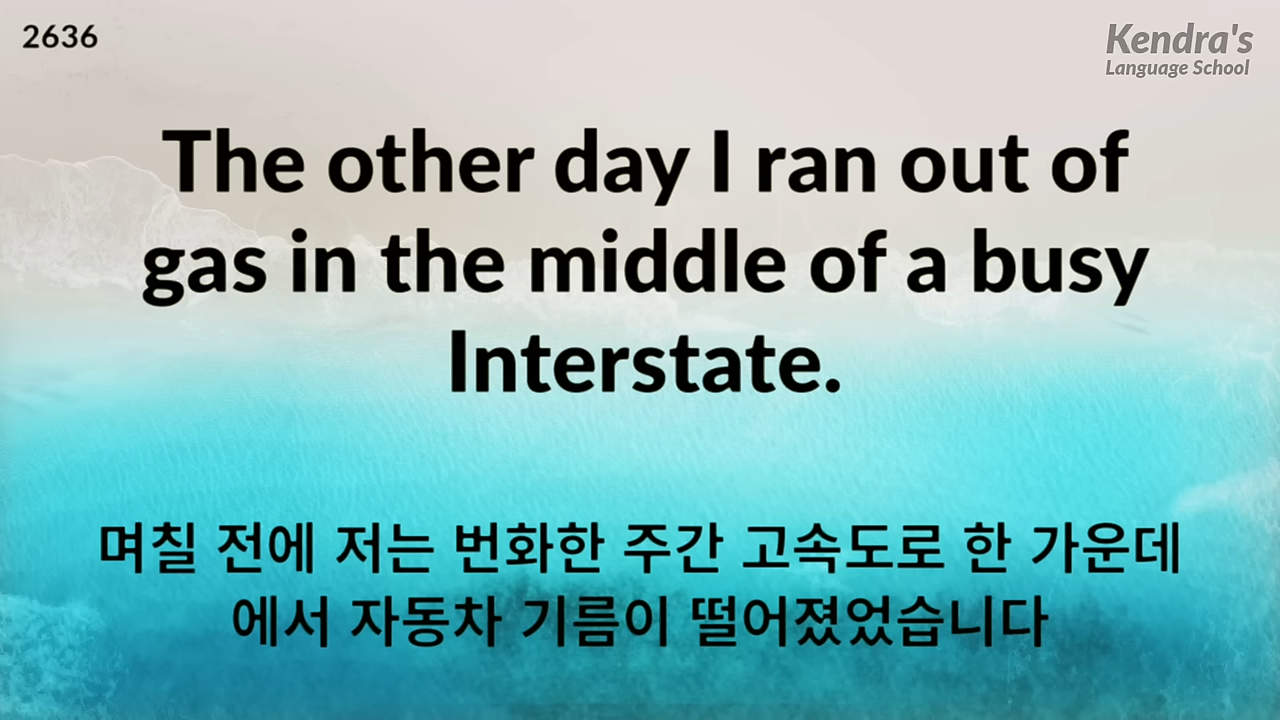 2636
Kendra's
Language School
The other day I ran out of
gas in the middle of a busy
Interstate.
며칠 전에 저는 번화한 주간 고속도로 한 가운데
에서 자동차 기름이 떨어졌었습니다